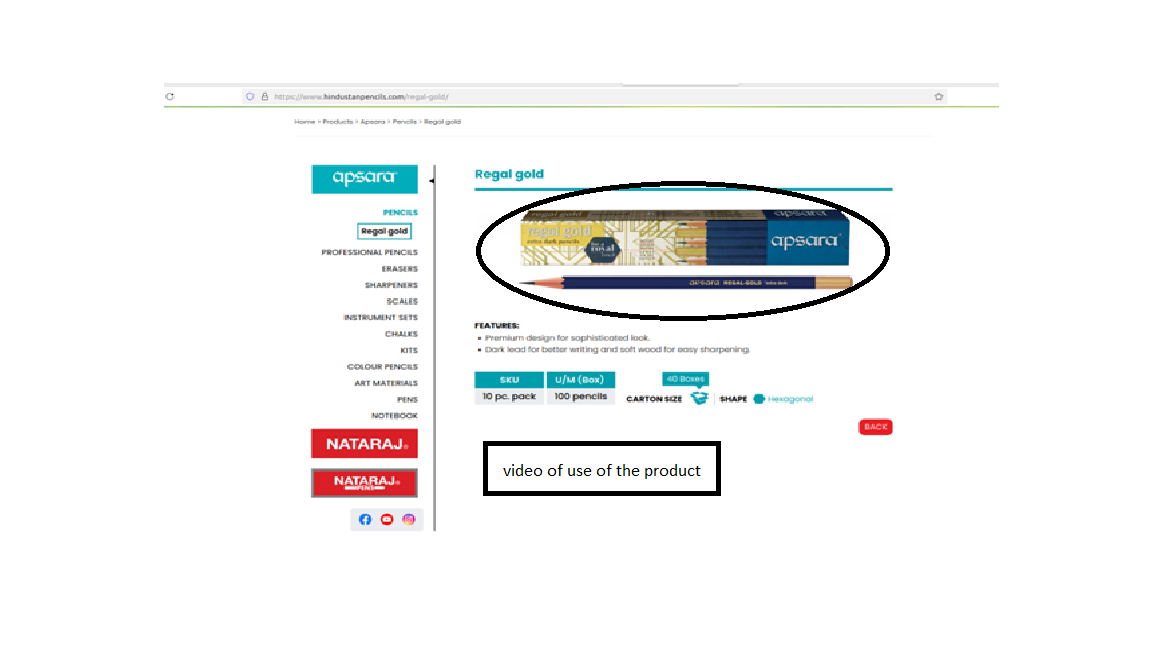 https://www.hindustanpencils.com/regal-gold/
Home > Products > Apsara > Pencils > Regal gold
apsara
PENCILS
Regal gold
PROFESSIONAL PENCILS
ERASERS
SHARPENERS
SCALES
INSTRUMENT SETS
CHALKS
KITS
COLOUR PENCILS
ART MATERIALS
PENS
NOTEBOOK
NATARAJ
NATARAJ
PENS
Regal gold
regal gold
apsara
regal gold
extra dark pencils
royal
apsara
apsara REGAL-GOLD
FEATURES:
• Premium design for sophisticated look.
• Dark lead for better writing and soft wood for easy sharpening.
SKU U/M (Box)
10 pc. pack 100 pencils
40 Boxes
CARTON SIZE SHAPE Hexagonal
BACK
video of use of the product